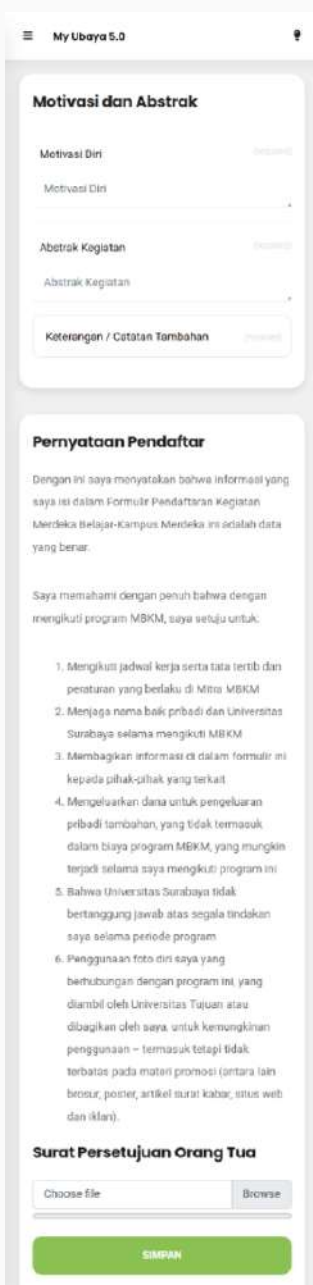 My Ubaya 5.0
Motivasi dan Abstrak
Motivasi Diri (required)
Motivasi Diri
Abstrak Kegiatan (required)
Abstrak Kegiatan
Keterangan / Catatan Tambahan (required)
Pernyataan Pendaftar
Dengan ini saya menyatakan bahwa informasi yang
saya isi dalam Formulir Pendaftaran Kegiatan
Merdeka Belajar-Kampus Merdeka ini adalah data
yang benar.
Saya memahami dengan penuh bahwa dengan
mengikuti program MBKM, saya setuju untuk:
1. Mengikuti jadwal kerja serta tata tertib dan
peraturan yang berlaku di Mitra MBKM
2. Menjaga nama baik pribadi dan Universitas
Surabaya selama mengikuti MBKM
3. Membagikan informasi di dalam formulir ini
kepada pihak-pihak yang terkait
4. Mengeluarkan dana untuk pengeluaran
pribadi tambahan, yang tidak termasuk
dalam biaya program MBKM, yang mungkin
terjadi selama saya mengikuti program ini
5. Bahwa Universitas Surabaya tidak
bertanggung jawab atas segala tindakan
saya selama periode program
6. Penggunaan foto diri saya yang
berhubungan dengan program ini, yang
diambil oleh Universitas Tujuan atau
dibagikan oleh saya, untuk kemungkinan
penggunaan – termasuk tetapi tidak
terbatas pada materi promosi (antara lain
brosur, poster, artikel surat kabar, situs web
dan iklan).
Surat Persetujuan Orang Tua
Choose file Browse
SIMPAN